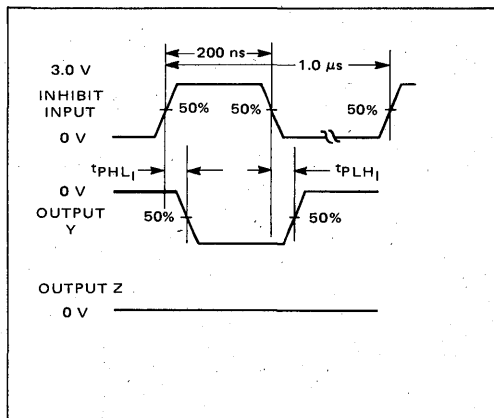 200 ns
1.0 μs
3.0 V
INHIBIT
INPUT
50%
50%
50%
0 V
tPHLI
tPLHI
0 V
OUTPUT
Y
50%
50%
OUTPUT Z
0 V